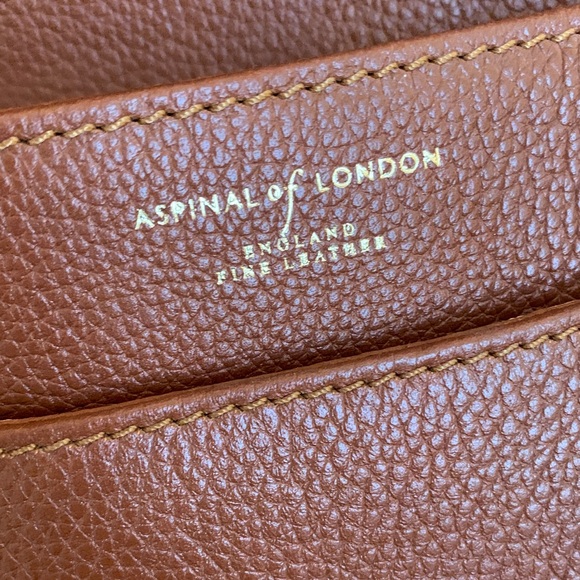 ASPINAL of LONDON
ENGLAND
FINE LEATHER